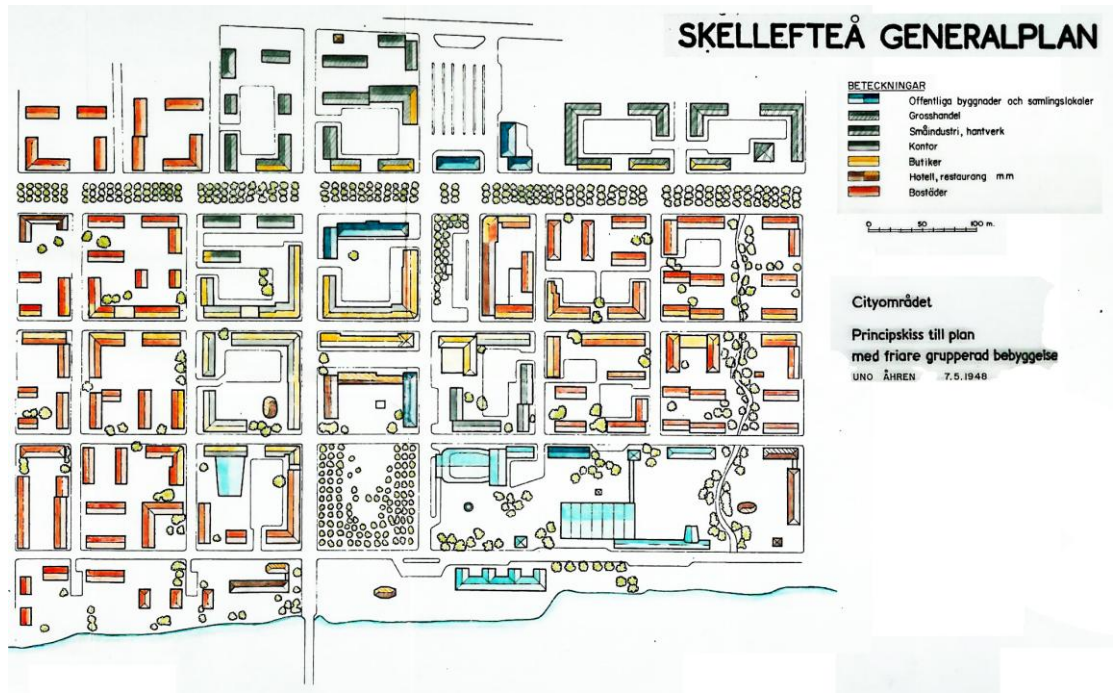 SKELLEFTEÅ GENERALPLAN
BETECKNINGAR
Offentliga byggnader och samlingslokaler
Grosshandel
Småindustri, hantverk
Kontor
Butiker
Hotell, restaurang mm
Bostäder
0 50 100 m.
Cityområdet
Principskiss till plan
med friare grupperad bebyggelse
UNO ÅHREN 7.5.1948